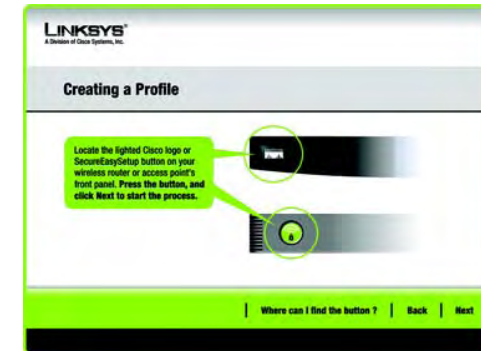 LINKSYS®
A Division of Cisco Systems, Inc.
Creating a Profile
Locate the lighted Cisco logo or
SecureEasySetup button on your
wireless router or access point's
front panel. Press the button, and
click Next to start the process.
Where can I find the button ? | Back | Next